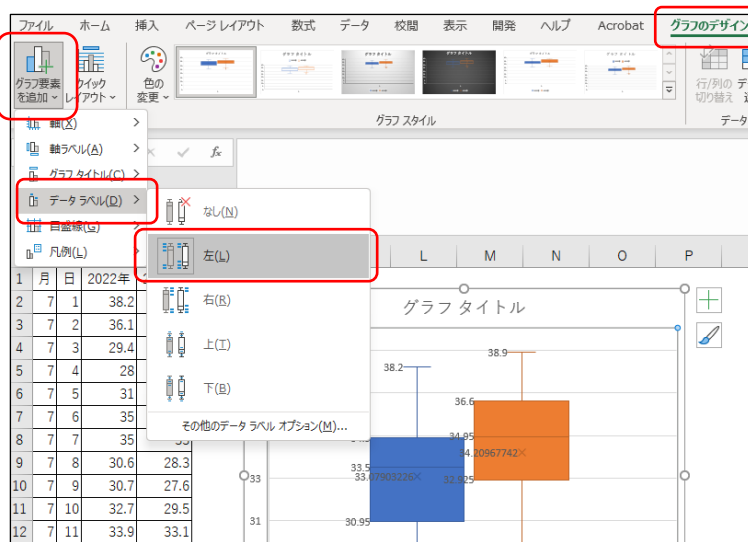 ファイル ホーム 挿入 ページ レイアウト 数式 データ 校閲 表示 開発 ヘルプ Acrobat グラフのデザイン
グラフ要素を追加 クイックレイアウト 色の変更 行/列の切り替え
グラフ スタイル
軸(X)
軸ラベル(A)
グラフ タイトル(C)
データ ラベル(D)
目盛線(G)
凡例(L)
なし(N)
左(L)
右(R)
上(T)
下(B)
その他のデータ ラベル オプション(M)...
fx
L M N O P
1 月 日 2022年
2 7 1 38.2
3 7 2 36.1
4 7 3 29.4
5 7 4 28
6 7 5 31
7 7 6 35
8 7 7 35
9 7 8 30.6 28.3
10 7 9 30.7 27.6
11 7 10 32.7 29.5
12 7 11 33.9 33.1
グラフ タイトル
38.9
38.2
36.6
34.95
34.20967742
33.5
33.07903226
32.925
33
30.95
31